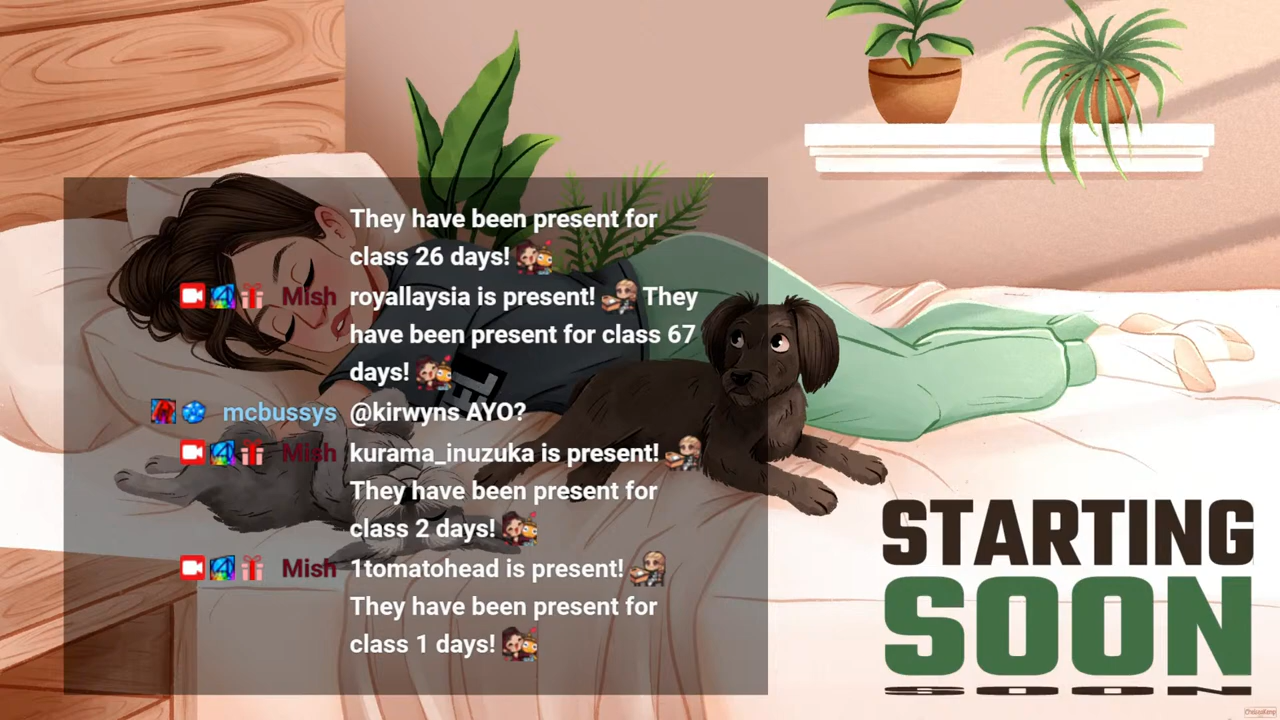 They have been present for
class 26 days!
Mish royallaysia is present! They
have been present for class 67
days!
mcbussys @kirwyns AYO?
Mish kurama_inuzuka is present!
They have been present for
class 2 days!
Mish 1tomatohead is present!
They have been present for
class 1 days!
EL
STARTING
SOON
SOON